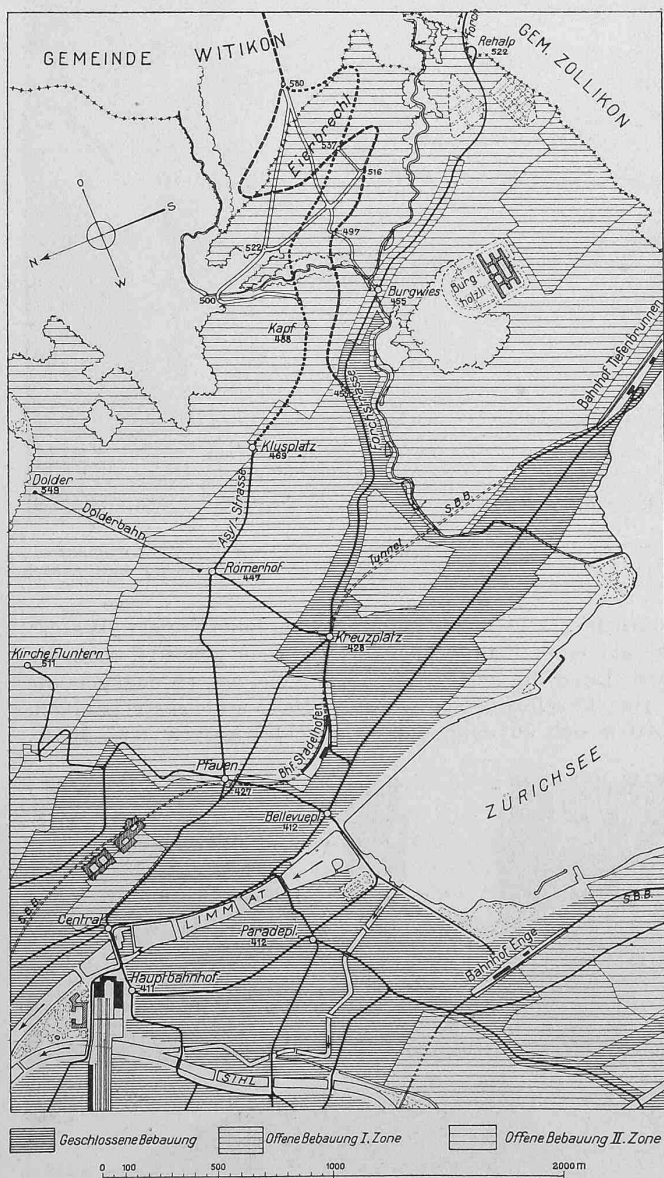 GEMEINDE WITIKON
Forch
Rehalp
522
GEM. ZOLLIKON
580
Eierbrecht
537
516
O
S
N
W
497
522
500
Burgwies
455
Burg
hölzli
Kapf
488
Bahnhof Tiefenbrunnen
Forchstrasse
Klusplatz
469
Dolder
549
Asyl-Strasse
S.B.B.
Dolderbahn
Tunnel
Römerhof
447
Kreuzplatz
428
Kirche Fluntern
511
Bhf Stadelhofen
Pfauen
427
ZÜRICHSEE
Bellevuepl.
412
S.B.B.
LIMMAT
Central
Paradepl.
412
S.B.B.
Bahnhof Enge
Hauptbahnhof
411
SIHL
Geschlossene Bebauung
Offene Bebauung I. Zone
Offene Bebauung II. Zone
0 100 500 1000 2000 m